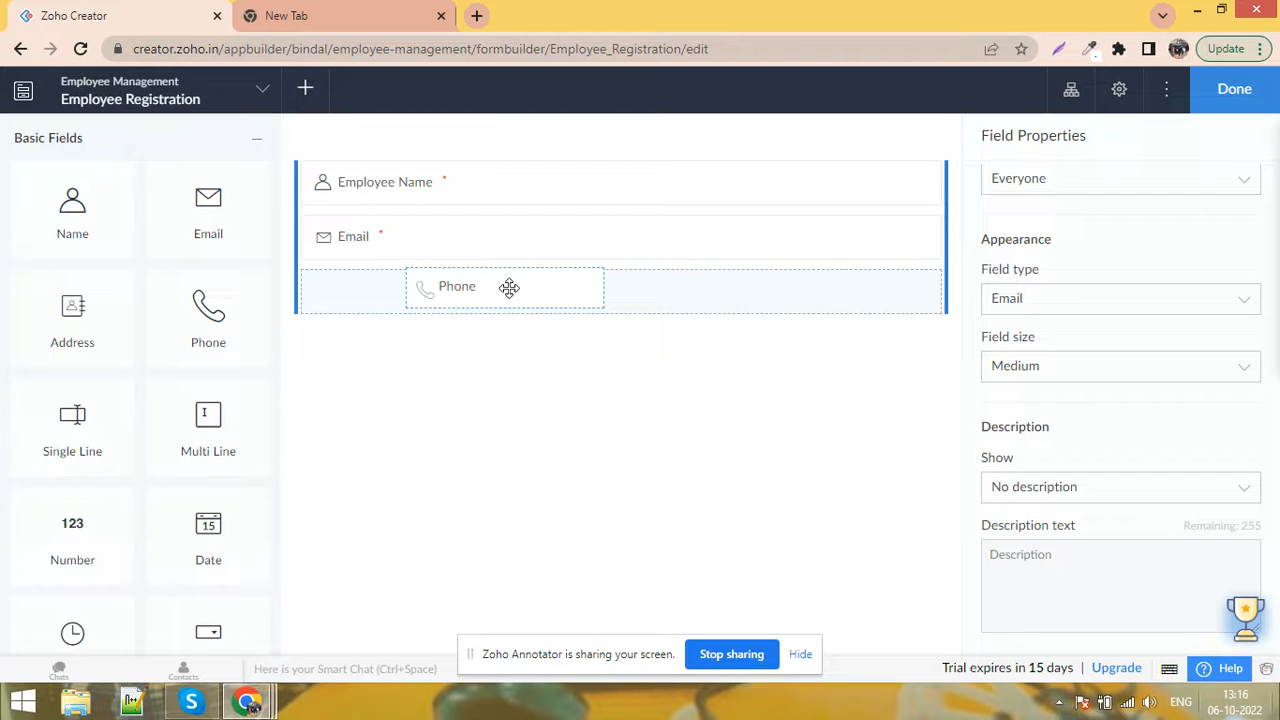 Zoho Creator
New Tab
creator.zoho.in/appbuilder/bindal/employee-management/formbuilder/Employee_Registration/edit
Update
Employee Management
Employee Registration
Done
Basic Fields
Name
Email
Address
Phone
Single Line
Multi Line
123
Number
15
Date
Employee Name *
Email *
Phone
Field Properties
Everyone
Appearance
Field type
Email
Field size
Medium
Description
Show
No description
Description text
Remaining: 255
Description
Zoho Annotator is sharing your screen.
Stop sharing
Hide
Chats
Contacts
Here is your Smart Chat (Ctrl+Space)
Trial expires in 15 days
Upgrade
Help
ENG
13:16
06-10-2022